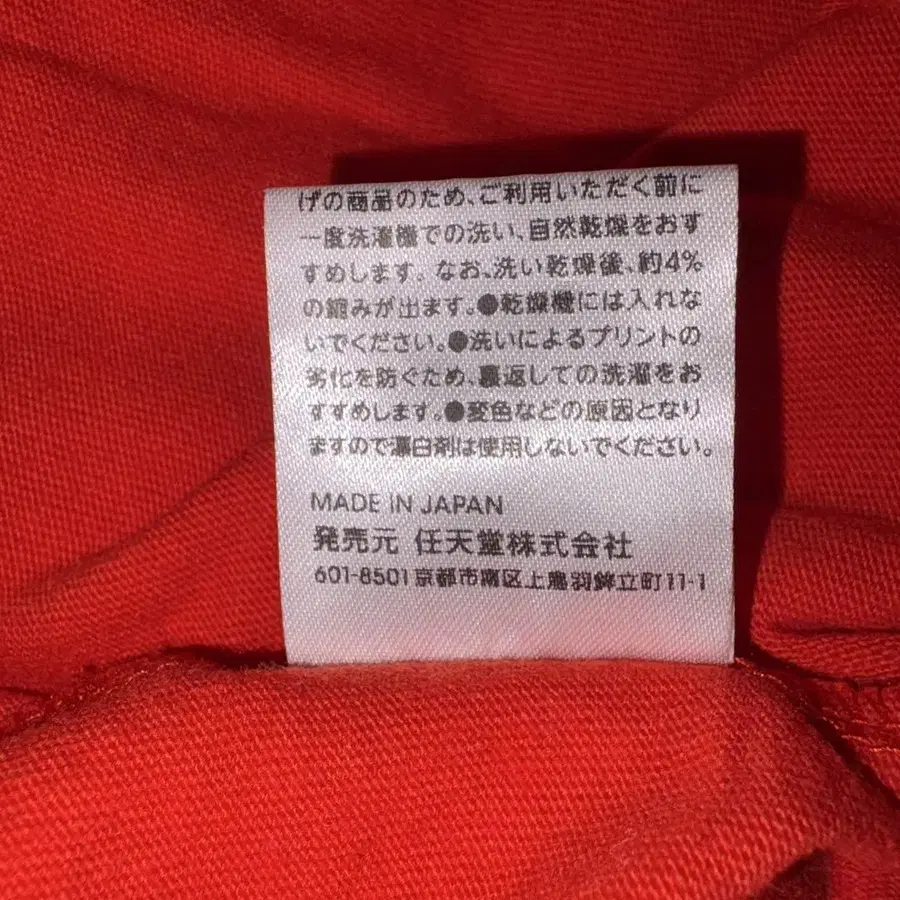 げの商品のため、ご利用いただく前に
一度洗濯機での洗い、自然乾燥をおす
すめします。なお、洗い乾燥後、約4%
の縮みが出ます。●乾燥機には入れな
いでください。●洗いによるプリントの
劣化を防ぐため、裏返しての洗濯をお
すすめします。●変色などの原因となり
ますので漂白剤は使用しないでください。
MADE IN JAPAN
発売元 任天堂株式会社
601-8501京都市南区上鳥羽鉾立町11-1